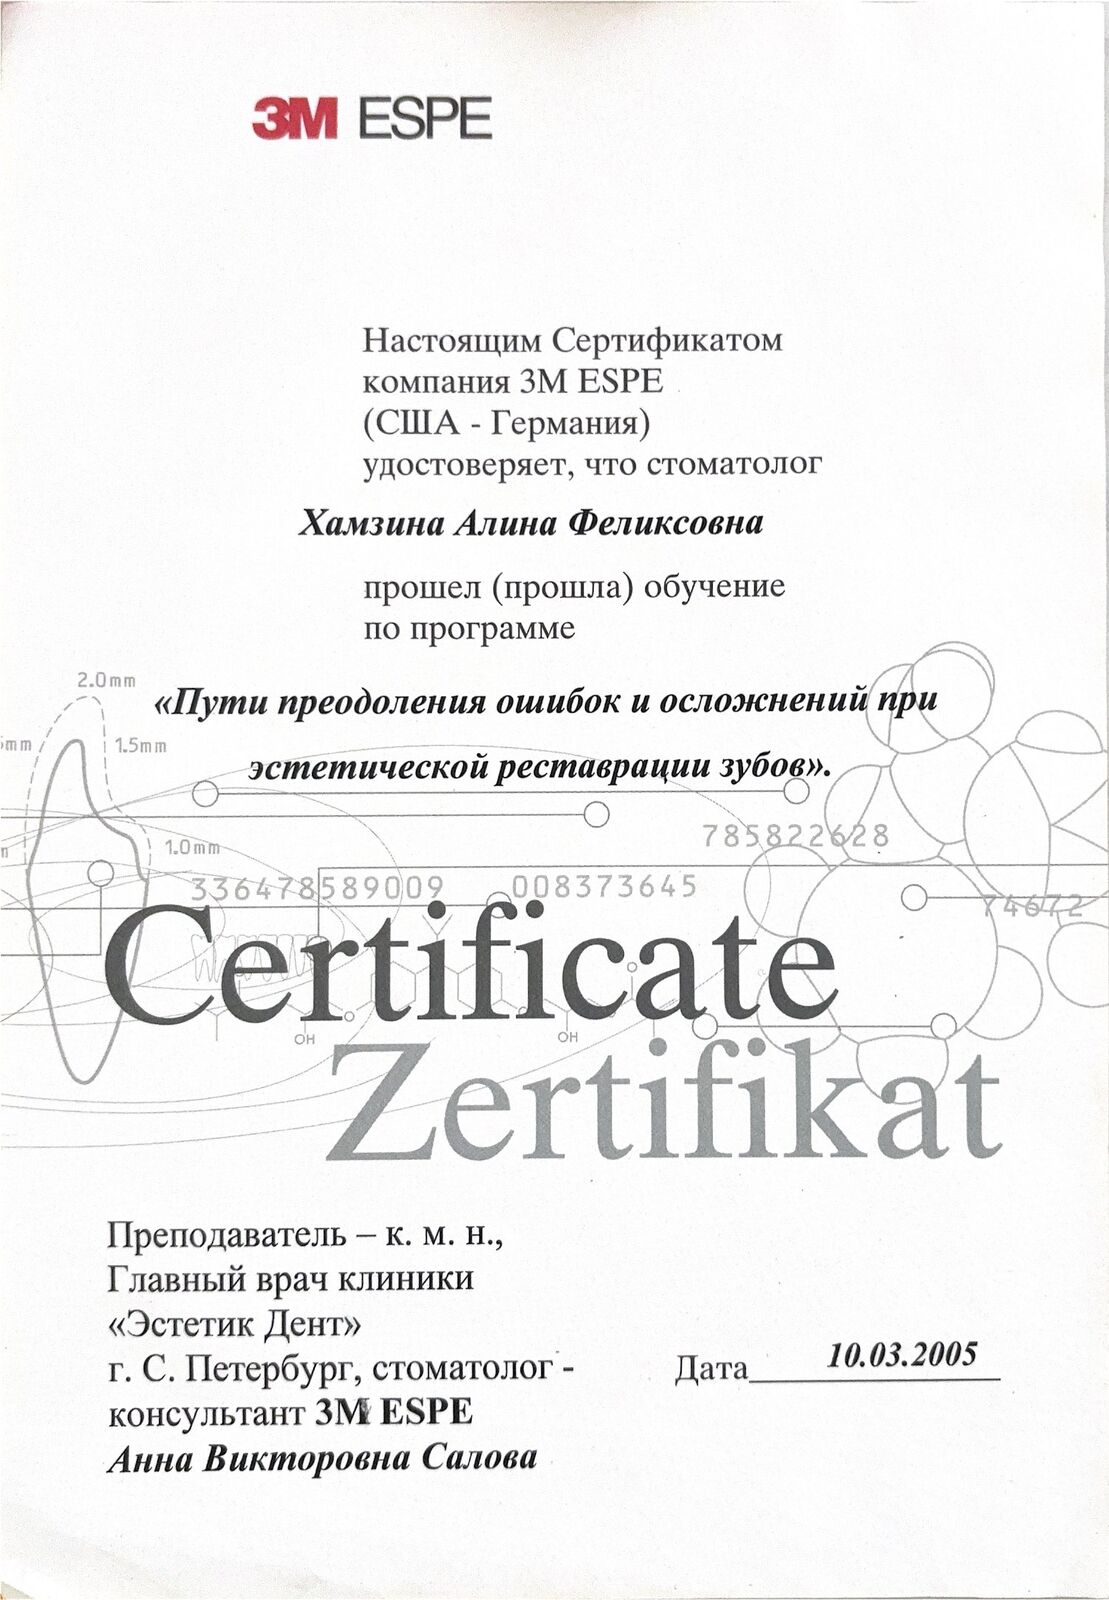 3M ESPE
Настоящим Сертификатом
компания 3M ESPE
(США - Германия)
удостоверяет, что стоматолог
Хамзина Алина Феликсовна
прошел (прошла) обучение
по программе
2.0mm
«Пути преодоления ошибок и осложнений при
mm
1.5mm
эстетической реставрации зубов».
785822628
1.0mm
336478589009
008373645
74672
Certificate
OH
OH
Zertifikat
Преподаватель – к. м. н.,
Главный врач клиники
«Эстетик Дент»
г. С. Петербург, стоматолог -
консультант 3M ESPE
Анна Викторовна Салова
Дата 10.03.2005